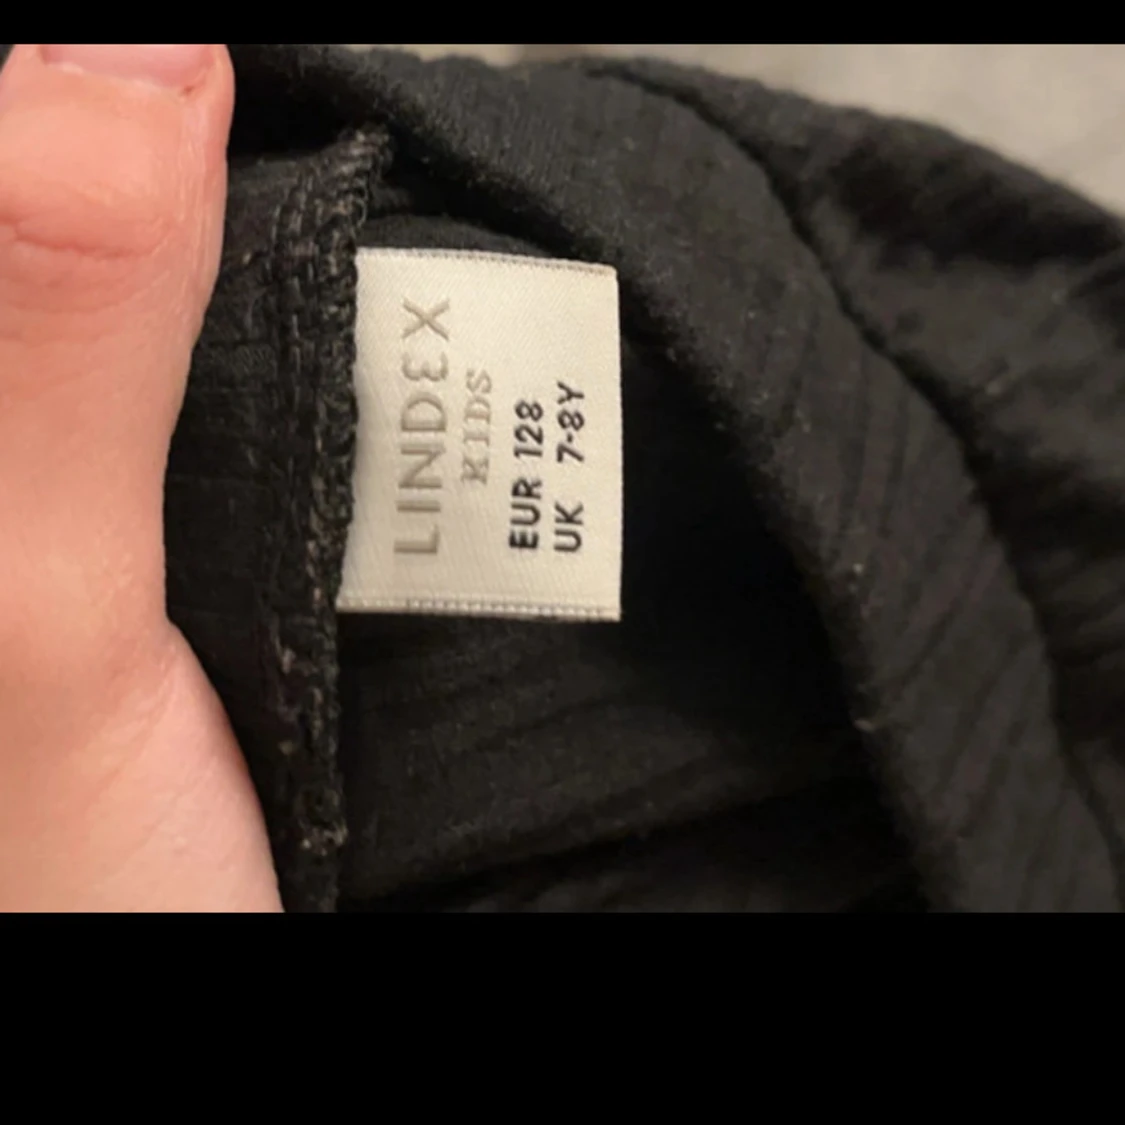 LINDEX
KIDS
EUR 128
UK 7-8Y